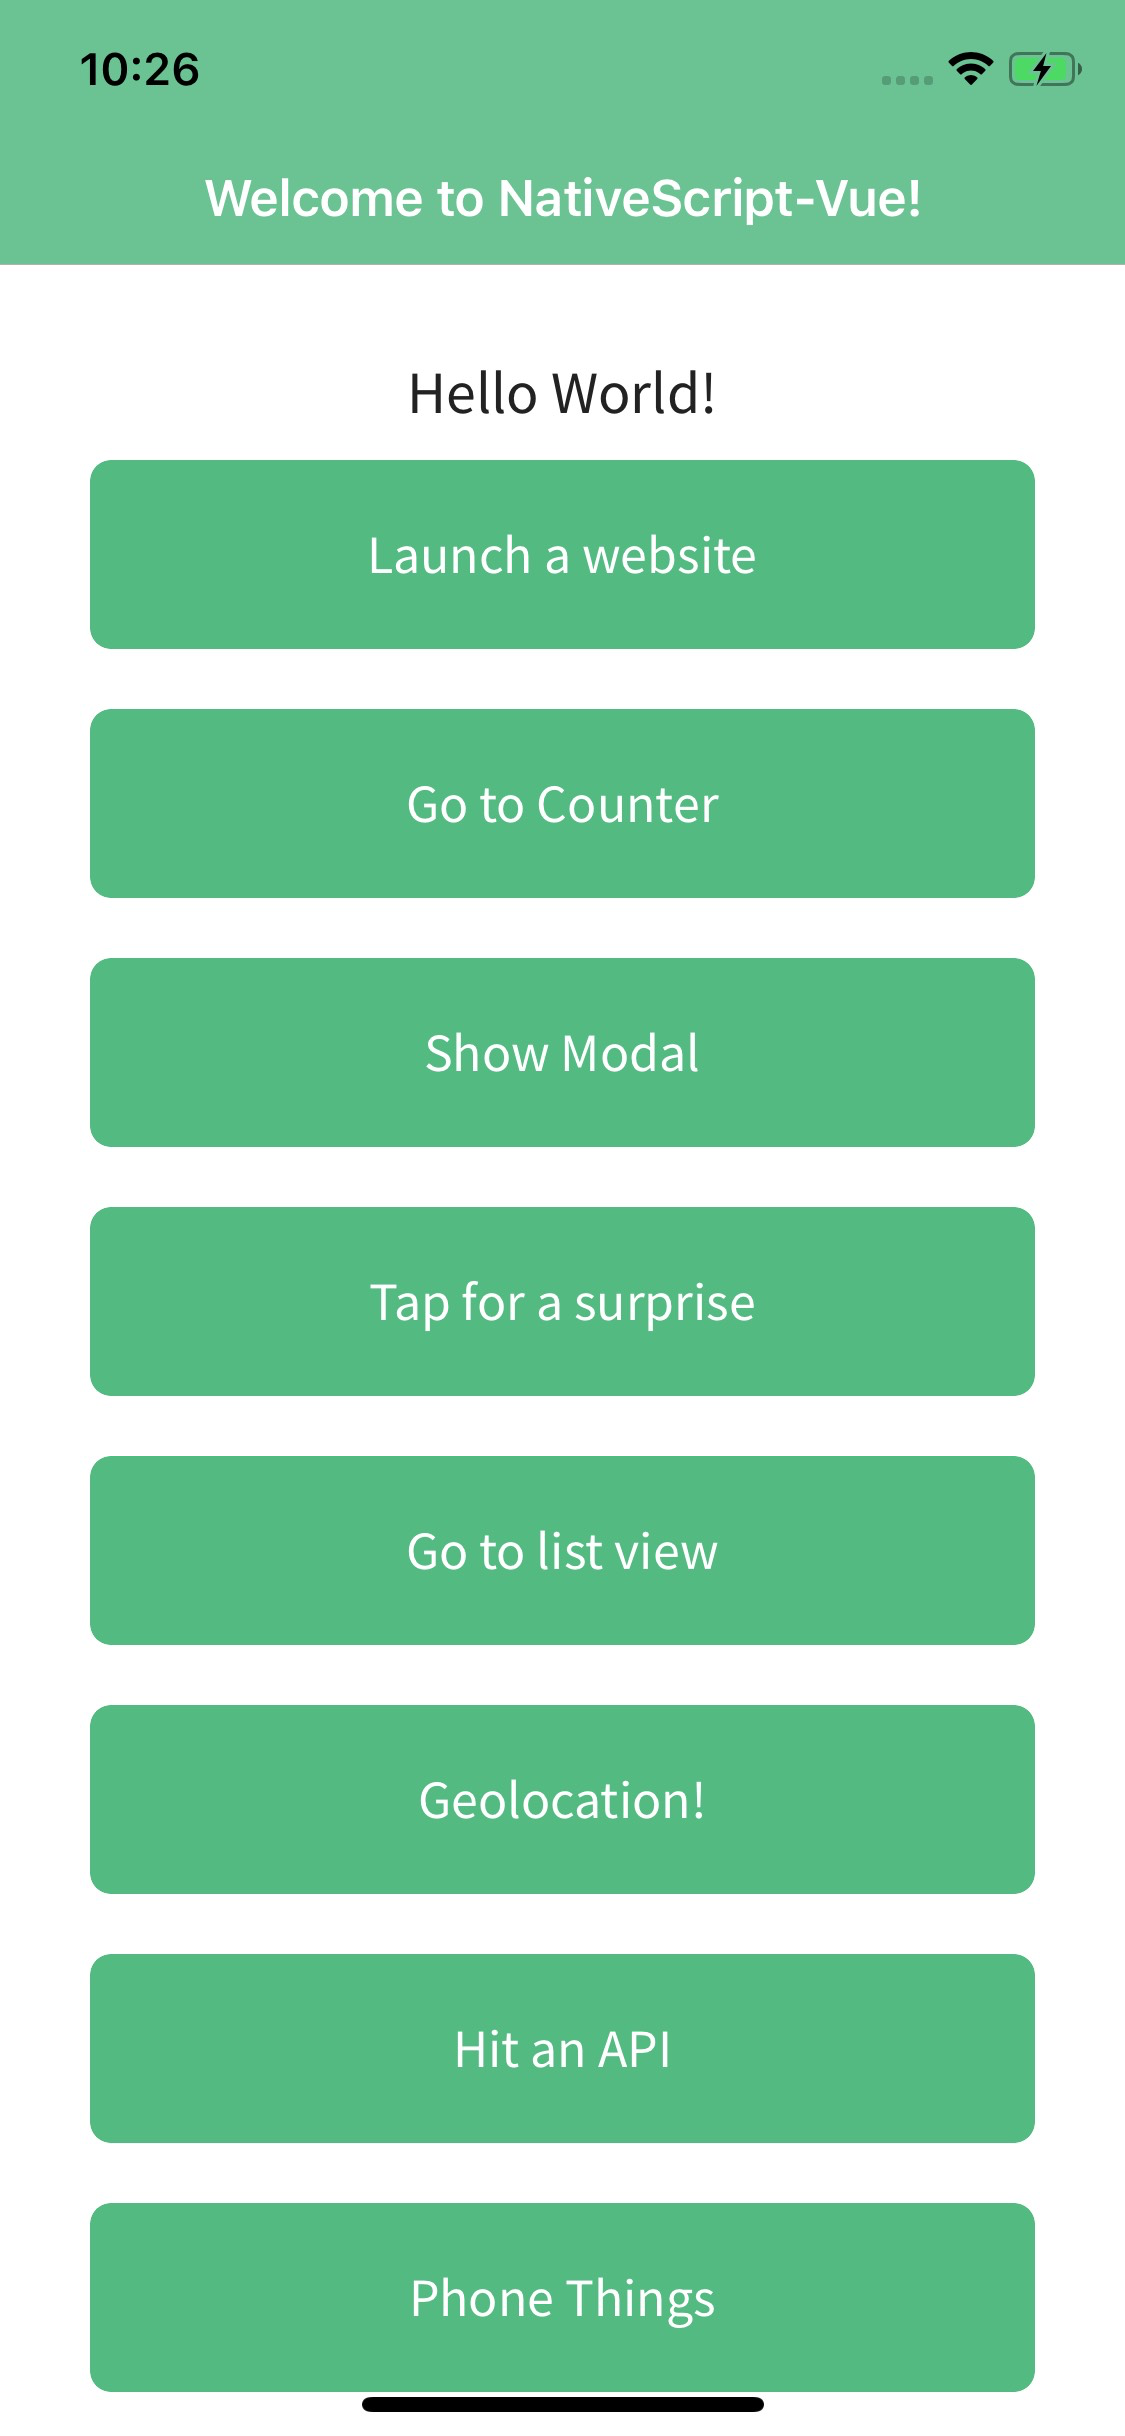 10:26
Welcome to NativeScript-Vue!
Hello World!
Launch a website
Go to Counter
Show Modal
Tap for a surprise
Go to list view
Geolocation!
Hit an API
Phone Things